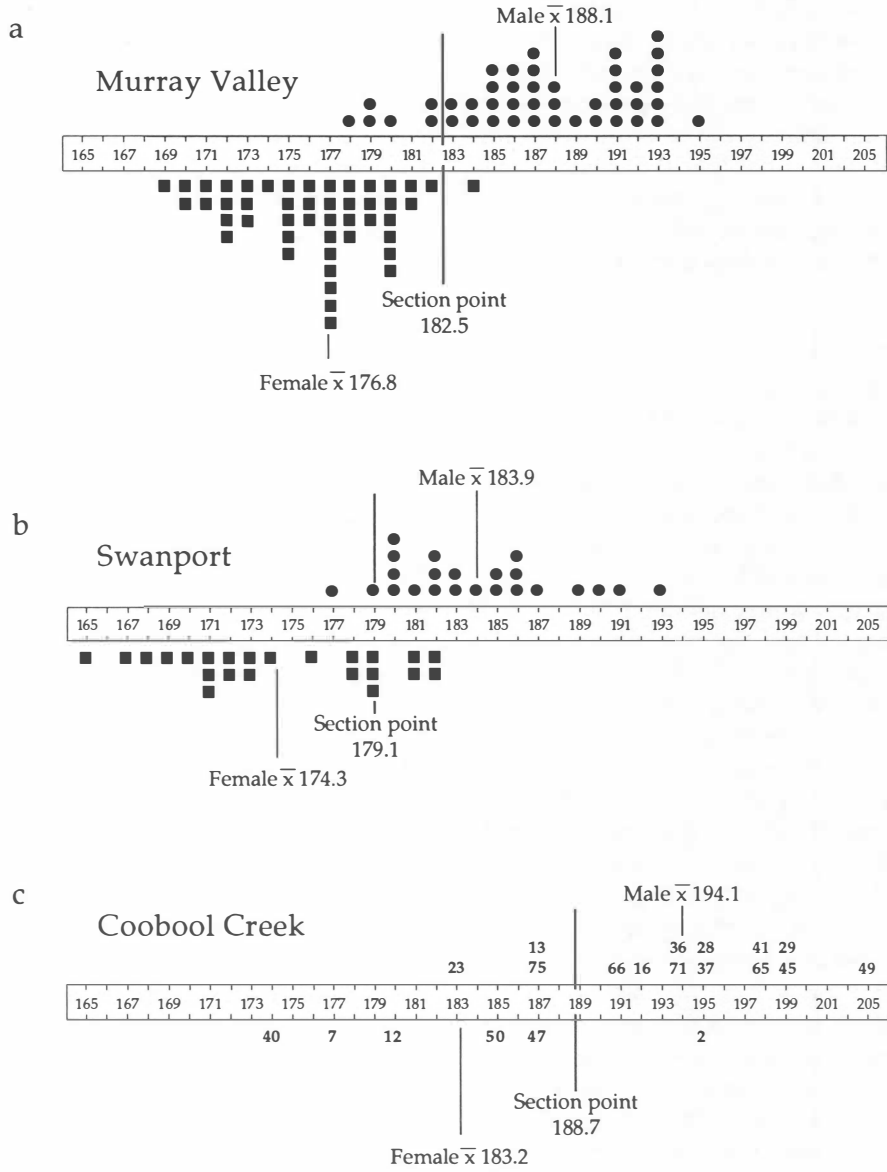 a
Male x̅ 188.1
Murray Valley
165 167 169 171 173 175 177 179 181 183 185 187 189 191 193 195 197 199 201 203 205
Section point
182.5
Female x̅ 176.8
b
Male x̅ 183.9
Swanport
165 167 169 171 173 175 177 179 181 183 185 187 189 191 193 195 197 199 201 203 205
Section point
179.1
Female x̅ 174.3
c
Male x̅ 194.1
Coobool Creek
13 36 28 41 29
23 75 66 16 71 37 65 45 49
165 167 169 171 173 175 177 179 181 183 185 187 189 191 193 195 197 199 201 203 205
40 7 12 50 47 2
Section point
188.7
Female x̅ 183.2